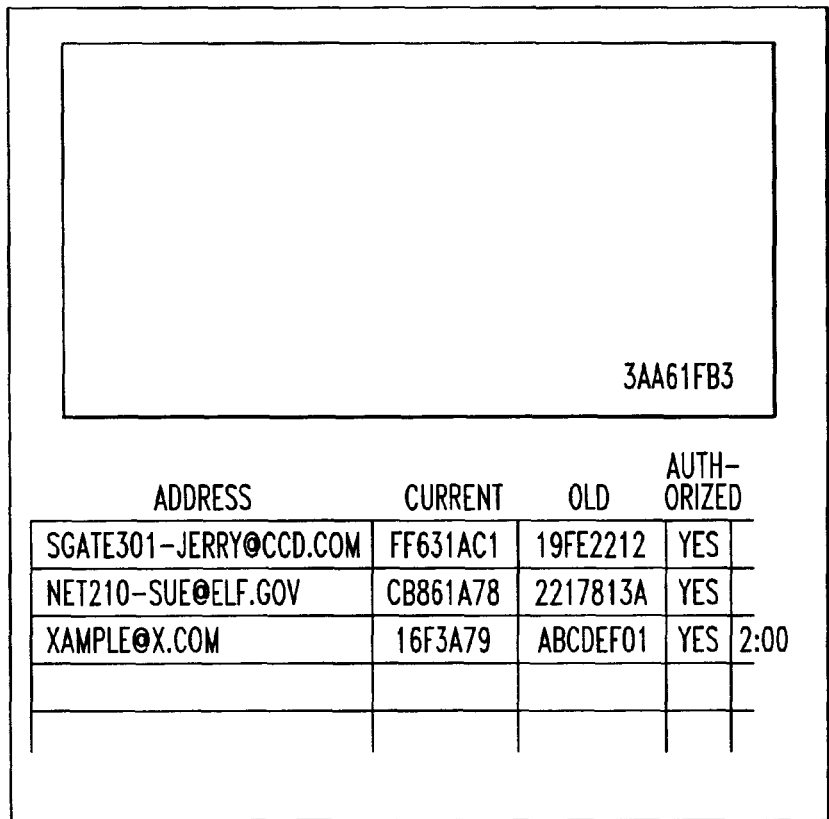 3AA61FB3
AUTH-
ADDRESS CURRENT OLD ORIZED
SGATE301-JERRY@CCD.COM FF631AC1 19FE2212 YES
NET210-SUE@ELF.GOV CB861A78 2217813A YES
XAMPLE@X.COM 16F3A79 ABCDEF01 YES 2:00